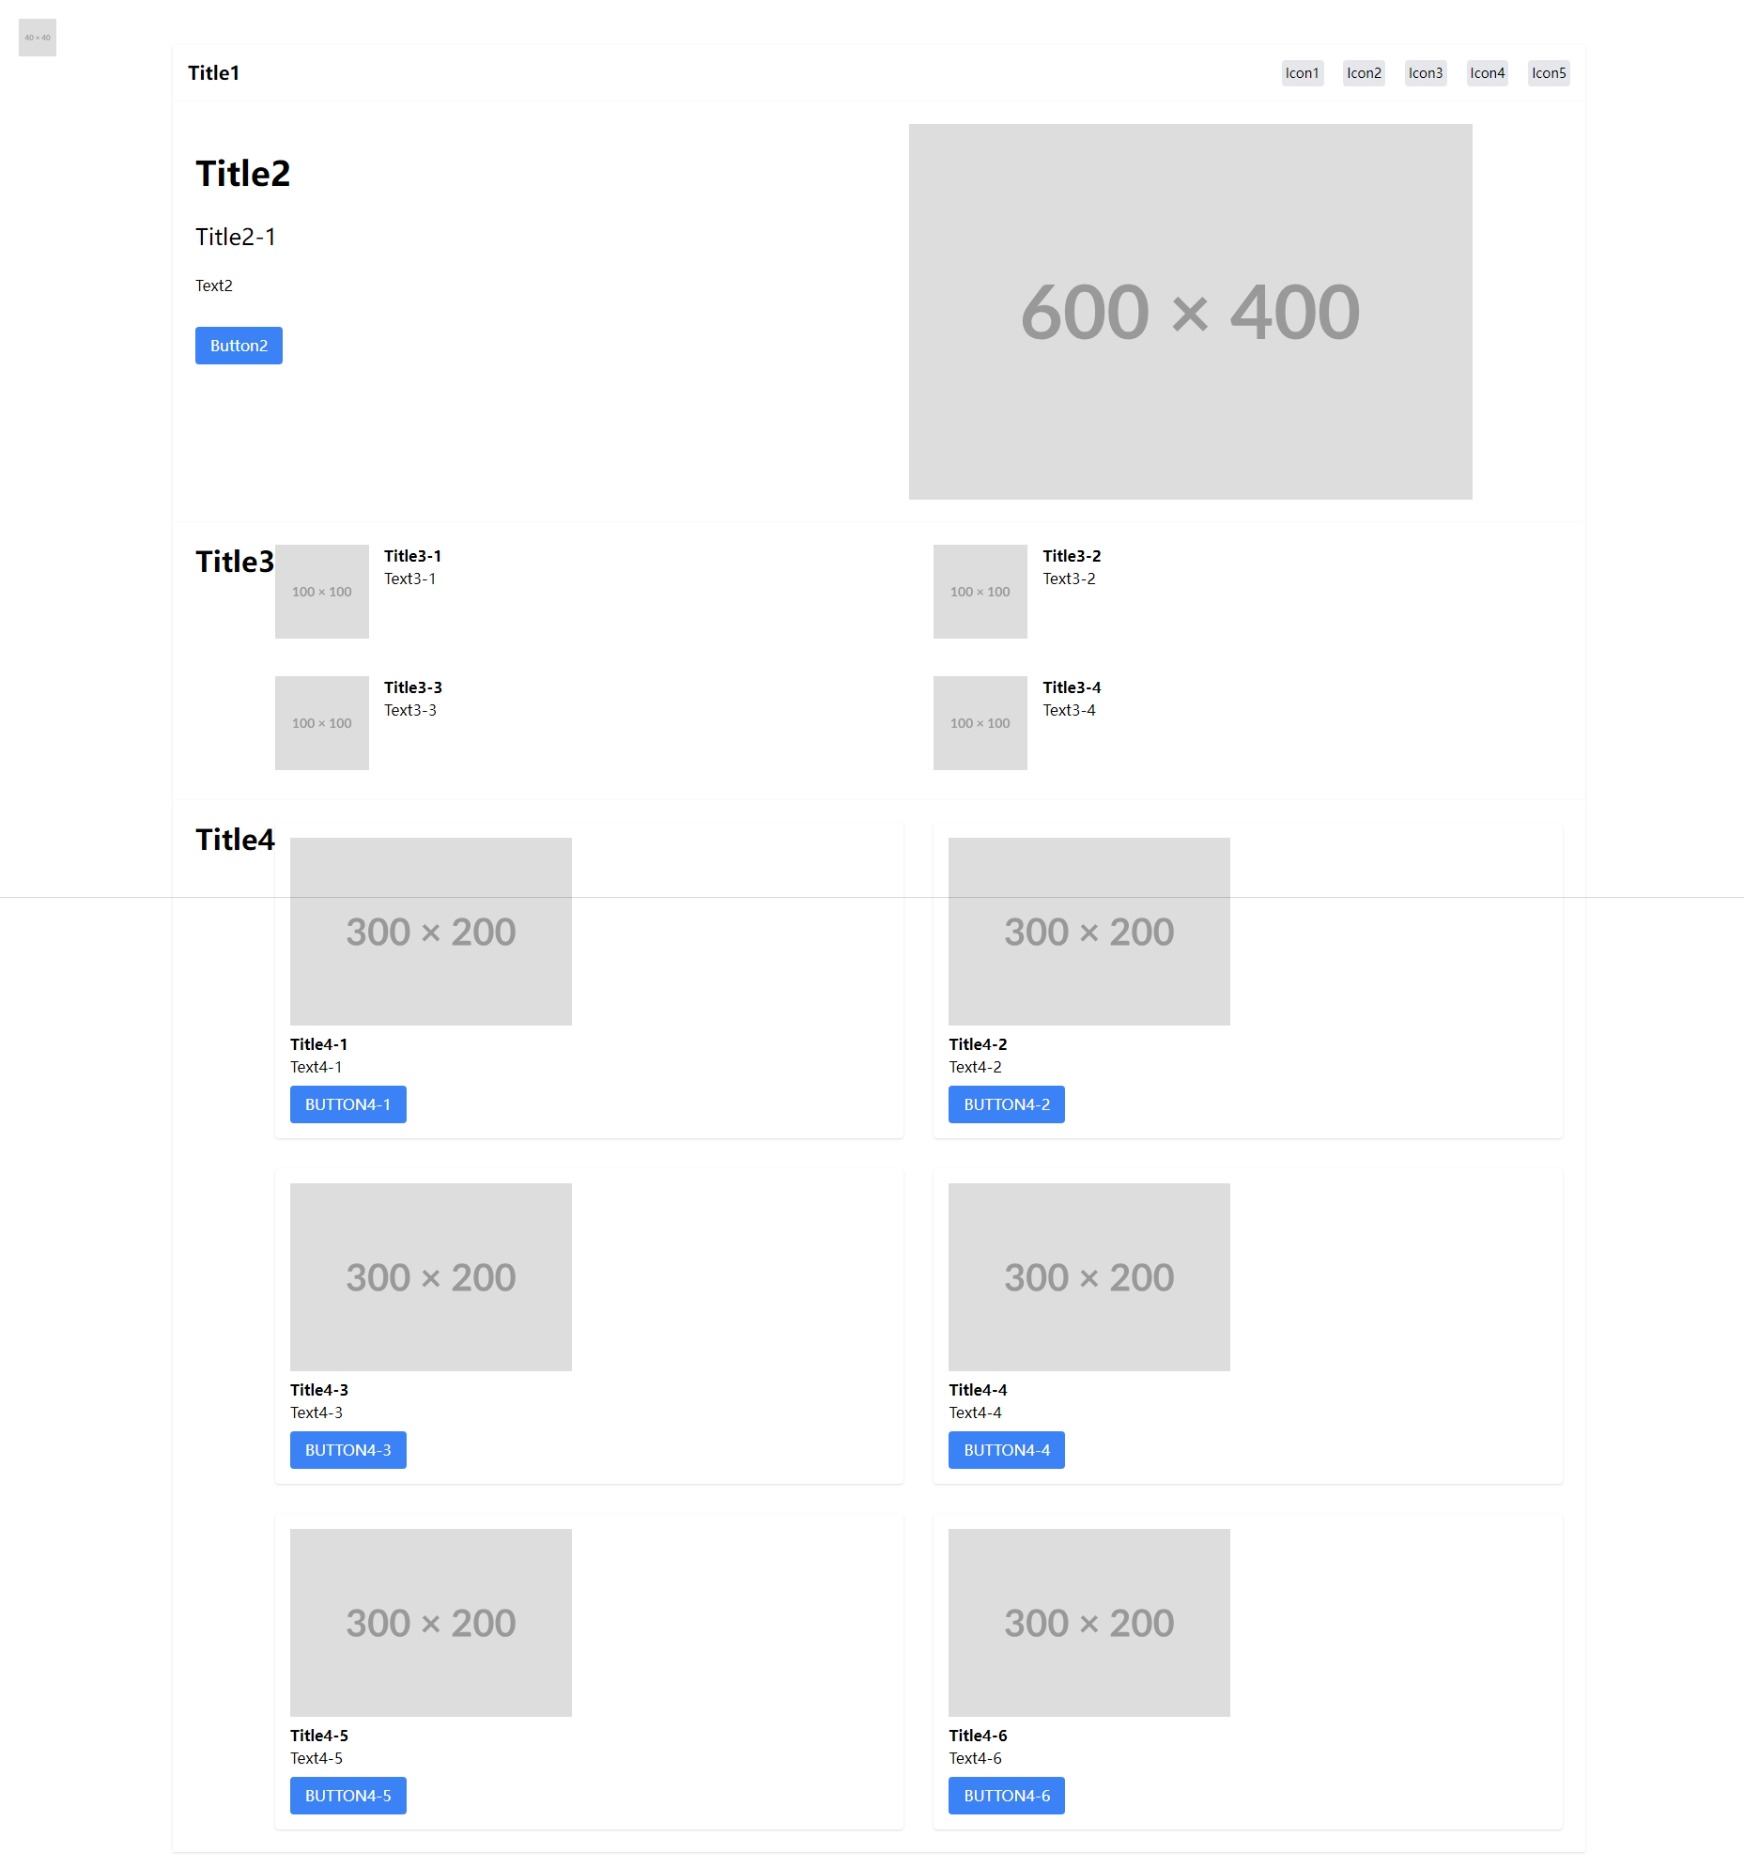 40 × 40
Title1
Icon1 Icon2 Icon3 Icon4 Icon5
Title2
Title2-1
Text2
Button2
600 × 400
Title3
100 × 100
Title3-1
Text3-1
100 × 100
Title3-2
Text3-2
100 × 100
Title3-3
Text3-3
100 × 100
Title3-4
Text3-4
Title4
300 × 200
Title4-1
Text4-1
BUTTON4-1
300 × 200
Title4-2
Text4-2
BUTTON4-2
300 × 200
Title4-3
Text4-3
BUTTON4-3
300 × 200
Title4-4
Text4-4
BUTTON4-4
300 × 200
Title4-5
Text4-5
BUTTON4-5
300 × 200
Title4-6
Text4-6
BUTTON4-6